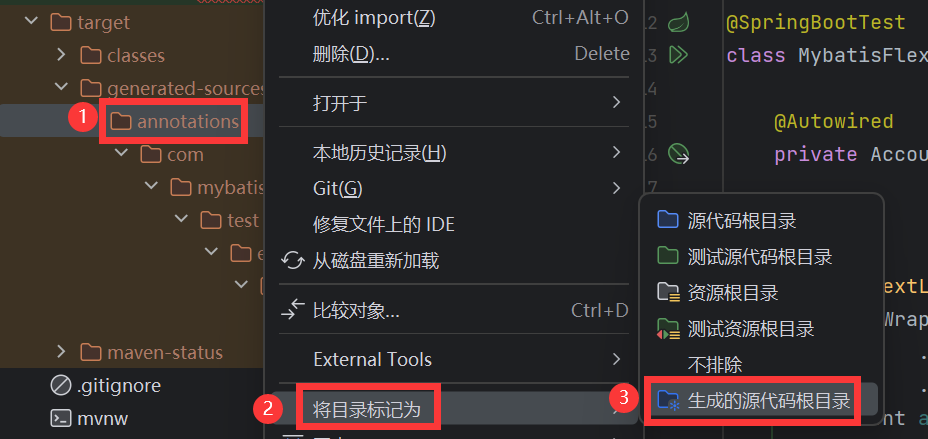 target
classes
generated-sources
1
annotations
com
mybatis
test
e
maven-status
.gitignore
mvnw
优化 import(Z) Ctrl+Alt+O
删除(D)... Delete
打开于
本地历史记录(H)
Git(G)
修复文件上的 IDE
从磁盘重新加载
比较对象... Ctrl+D
External Tools
2
将目录标记为
3
源代码根目录
测试源代码根目录
资源根目录
测试资源根目录
不排除
生成的源代码根目录
@SpringBootTest
class MybatisFlex
@Autowired
private Accou
extL
Wrap
.
.
nt a